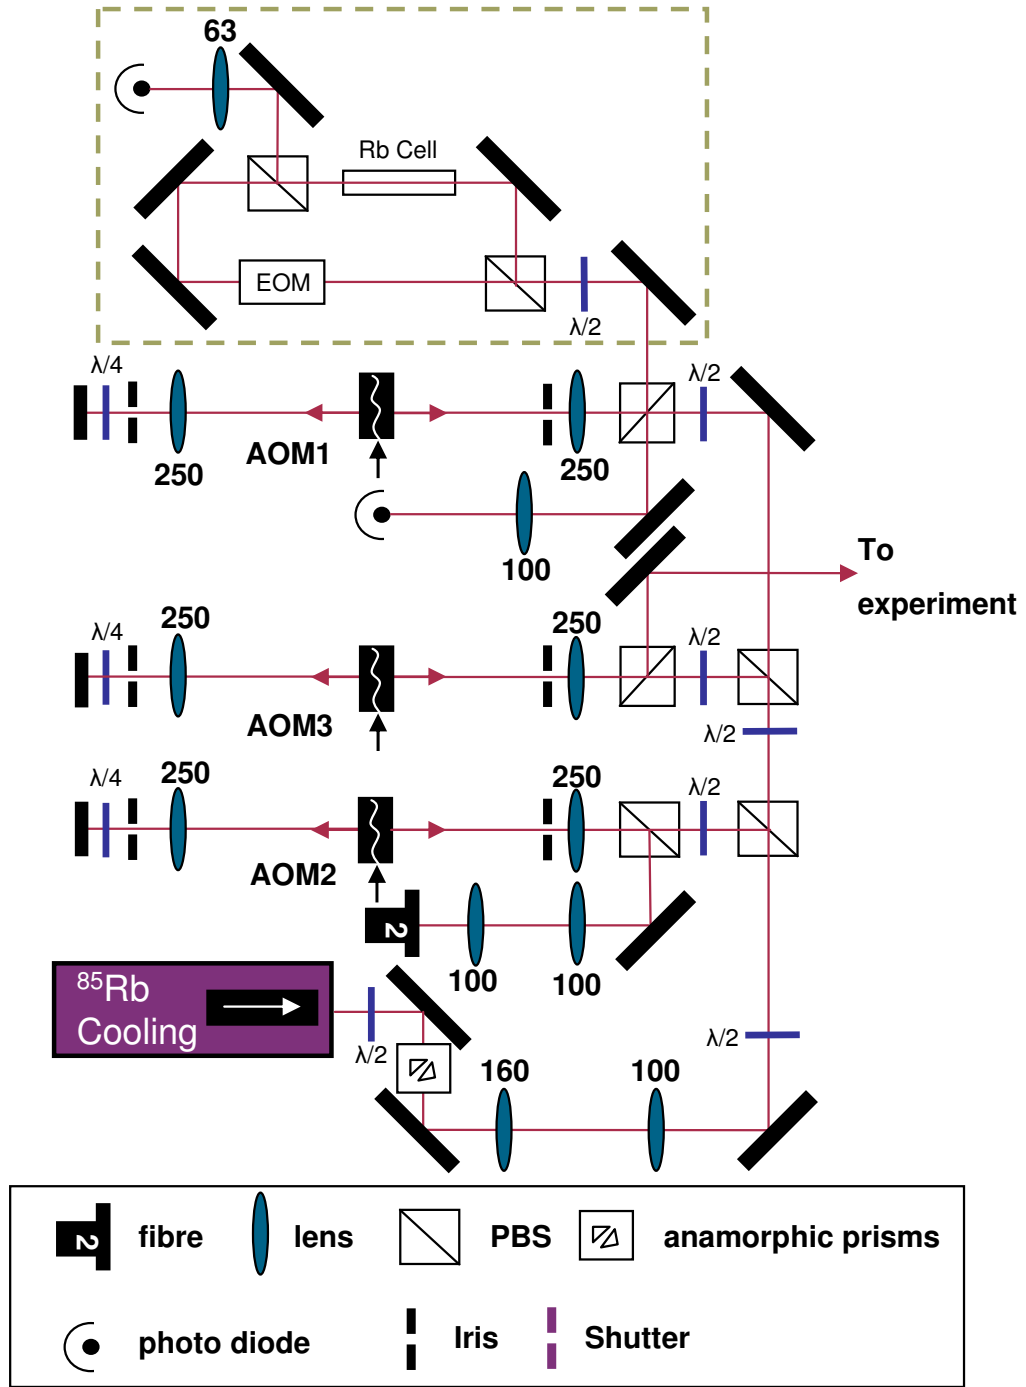 63
Rb Cell
EOM
λ/2
λ/4
λ/2
250
AOM1
250
100
To
experiment
λ/4
250
250
λ/2
AOM3
λ/2
λ/4
250
250
λ/2
AOM2
2
100
100
85Rb
Cooling
λ/2
λ/2
160
100
2 fibre lens PBS anamorphic prisms
photo diode Iris Shutter